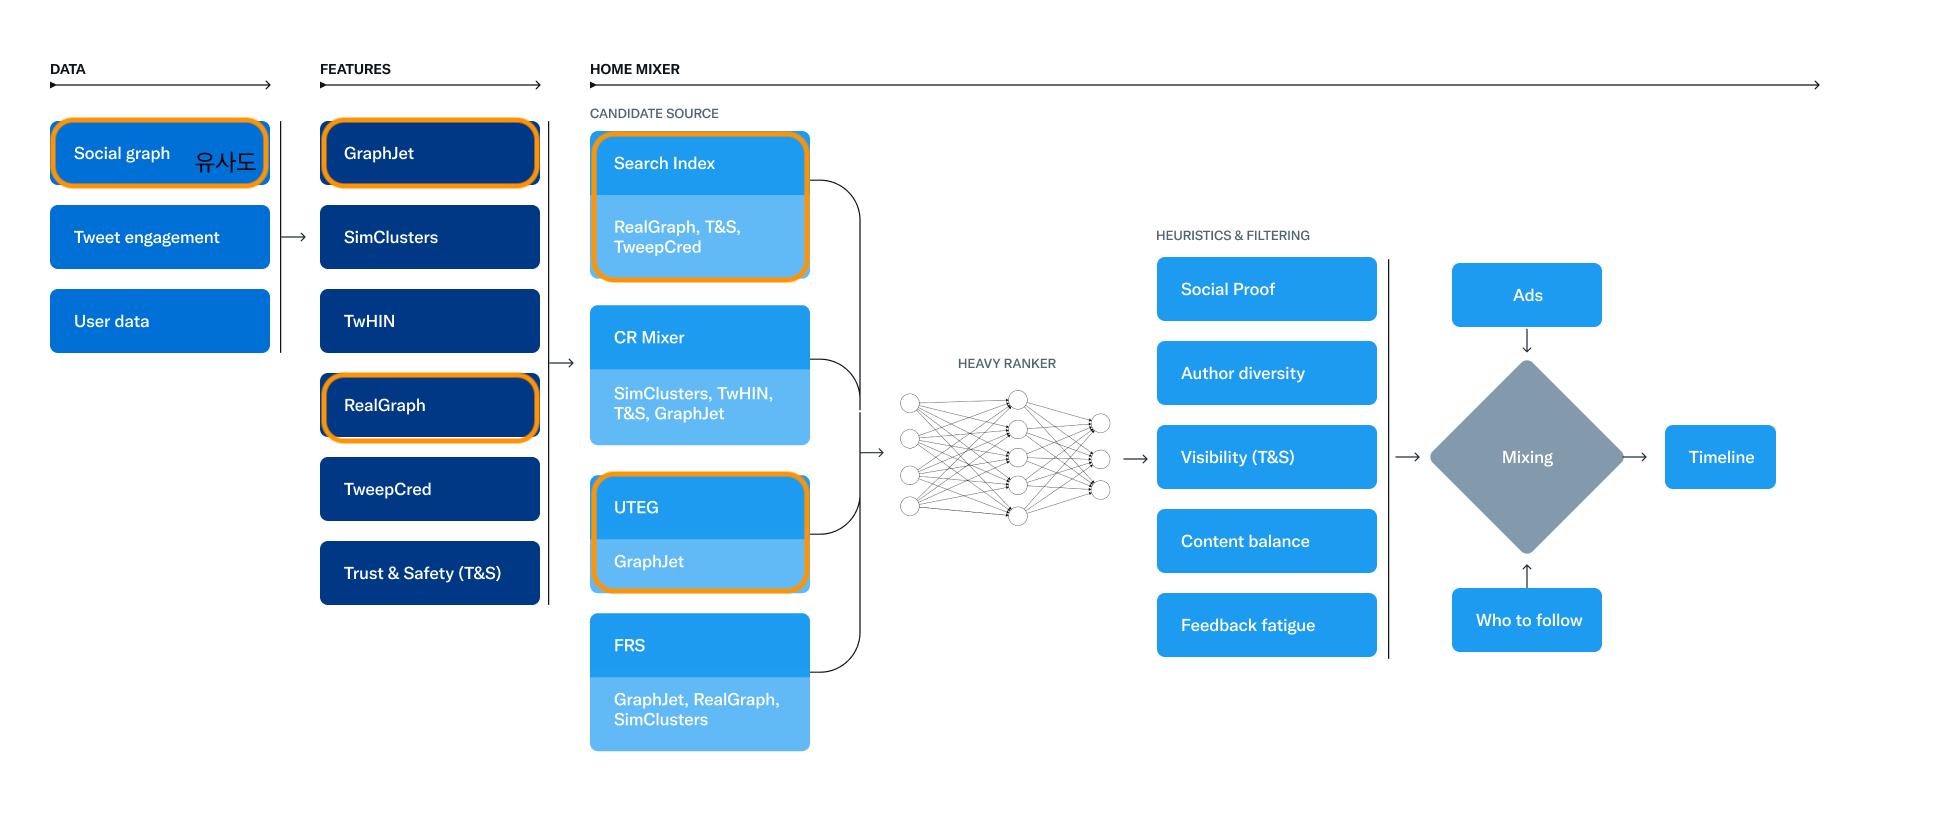 DATA
Social graph
유사도
Tweet engagement
User data
FEATURES
GraphJet
SimClusters
TwHIN
RealGraph
TweepCred
Trust & Safety (T&S)
HOME MIXER
CANDIDATE SOURCE
Search Index
RealGraph, T&S,
TweepCred
CR Mixer
SimClusters, TwHIN,
T&S, GraphJet
UTEG
GraphJet
FRS
GraphJet, RealGraph,
SimClusters
HEAVY RANKER
HEURISTICS & FILTERING
Social Proof
Author diversity
Visibility (T&S)
Content balance
Feedback fatigue
Ads
Mixing
Who to follow
Timeline